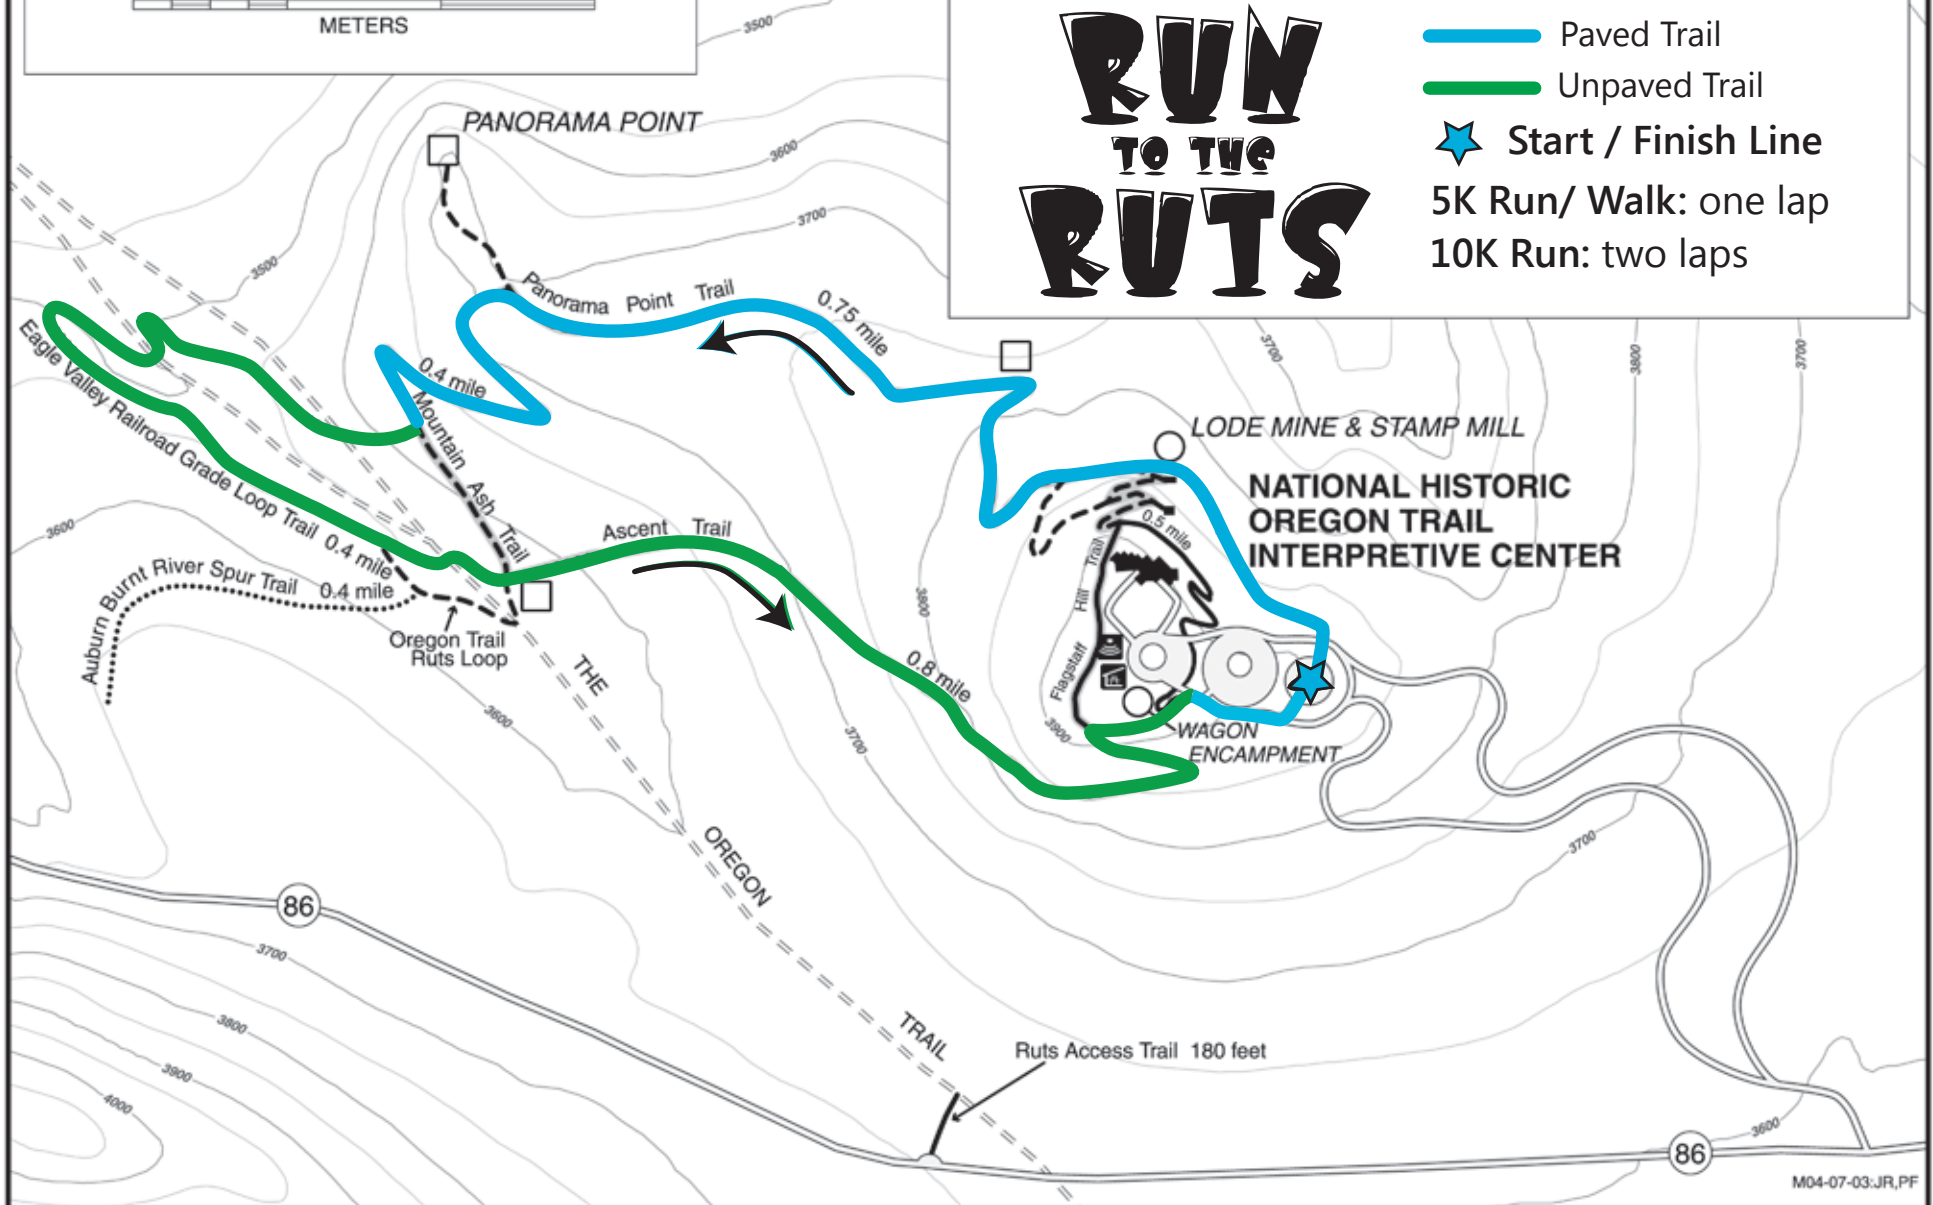 METERS
RUN
TO THE
RUTS
Paved Trail
Unpaved Trail
Start / Finish Line
5K Run/ Walk: one lap
10K Run: two laps
3500
PANORAMA POINT
3600
3700
3500
Panorama Point Trail
0.75 mile
0.4 mile
3700
3800
3700
Eagle Valley Railroad Grade Loop Trail 0.4 mile
Mountain Ash Trail
LODE MINE & STAMP MILL
NATIONAL HISTORIC
OREGON TRAIL
INTERPRETIVE CENTER
0.5 mile
Flagstaff Hill Trail
3600
Ascent Trail
Auburn Burnt River Spur Trail 0.4 mile
Oregon Trail
Ruts Loop
3800
0.8 mile
3900
WAGON
ENCAMPMENT
THE OREGON TRAIL
3600
3700
3700
86
3700
3800
3900
4000
Ruts Access Trail 180 feet
3600
86
M04-07-03:JR,PF